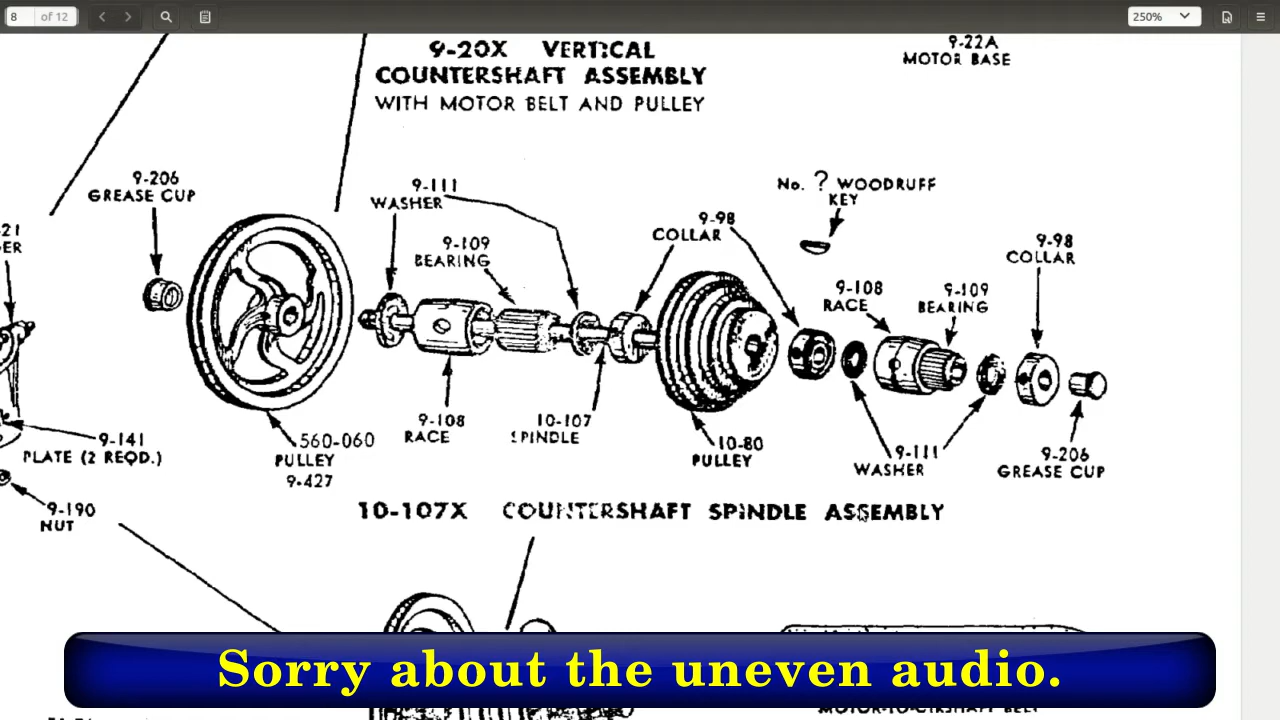 8 of 12
250%
9-20X VERTICAL
COUNTERSHAFT ASSEMBLY
WITH MOTOR BELT AND PULLEY
9-22A
MOTOR BASE
9-206
GREASE CUP
9-111
WASHER
9-109
BEARING
9-98
COLLAR
No. ? WOODRUFF
KEY
9-108
RACE
9-109
BEARING
9-98
COLLAR
21
ER
9-141
PLATE (2 REQD.)
9-190
NUT
560-060
PULLEY
9-427
9-108
RACE
10-107
SPINDLE
10-80
PULLEY
9-111
WASHER
9-206
GREASE CUP
10-107X COUNTERSHAFT SPINDLE ASSEMBLY
Sorry about the uneven audio.